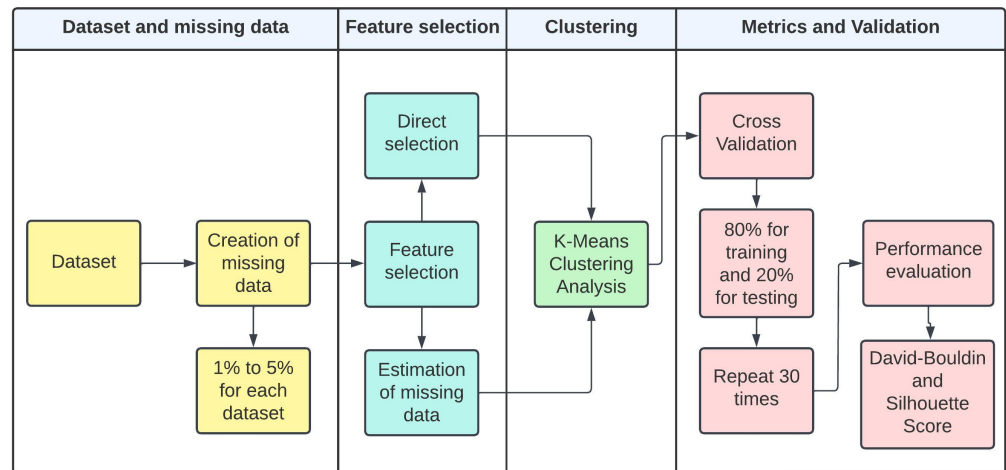 Dataset and missing data
Feature selection
Clustering
Metrics and Validation
Dataset
Creation of
missing
data
1% to 5%
for each
dataset
Direct
selection
Feature
selection
Estimation
of missing
data
K-Means
Clustering
Analysis
Cross
Validation
80% for
training
and 20%
for testing
Repeat 30
times
Performance
evaluation
David-Bouldin
and
Silhouette
Score